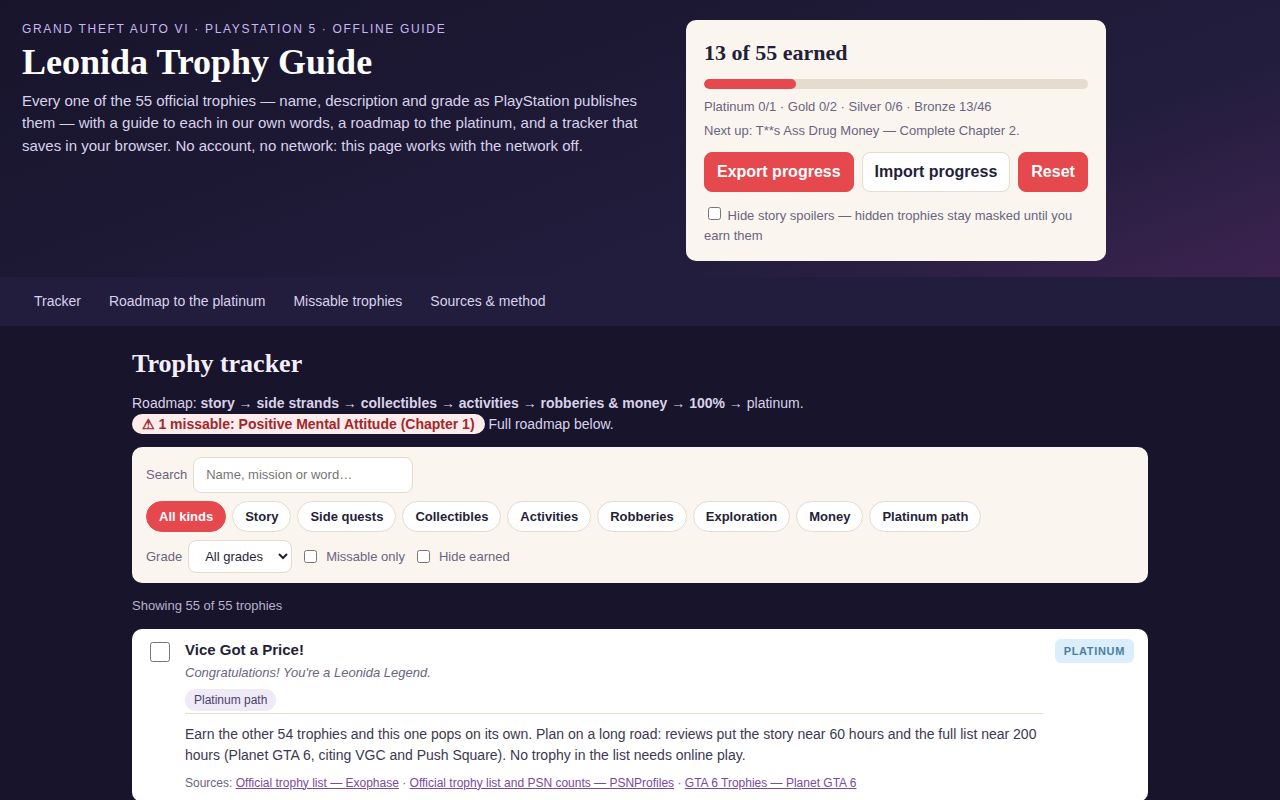 GRAND THEFT AUTO VI · PLAYSTATION 5 · OFFLINE GUIDE
Leonida Trophy Guide
Every one of the 55 official trophies — name, description and grade as PlayStation publishes
them — with a guide to each in our own words, a roadmap to the platinum, and a tracker that
saves in your browser. No account, no network: this page works with the network off.
13 of 55 earned
Platinum 0/1 · Gold 0/2 · Silver 0/6 · Bronze 13/46
Next up: T**s Ass Drug Money — Complete Chapter 2.
Export progress Import progress Reset
Hide story spoilers — hidden trophies stay masked until you
earn them
Tracker Roadmap to the platinum Missable trophies Sources & method
Trophy tracker
Roadmap: story → side strands → collectibles → activities → robberies & money → 100% → platinum.
⚠ 1 missable: Positive Mental Attitude (Chapter 1) Full roadmap below.
Search Name, mission or word…
All kinds Story Side quests Collectibles Activities Robberies Exploration Money Platinum path
Grade All grades Missable only Hide earned
Showing 55 of 55 trophies
Vice Got a Price! PLATINUM
Congratulations! You're a Leonida Legend.
Platinum path
Earn the other 54 trophies and this one pops on its own. Plan on a long road: reviews put the story near 60 hours and the full list near 200
hours (Planet GTA 6, citing VGC and Push Square). No trophy in the list needs online play.
Sources: Official trophy list — Exophase · Official trophy list and PSN counts — PSNProfiles · GTA 6 Trophies — Planet GTA 6